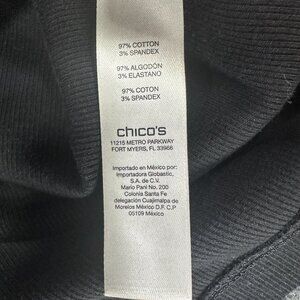 97% COTTON
3% SPANDEX
97% ALGODÓN
3% ELASTANO
97% COTON
3% SPANDEX
chico's
11215 METRO PARKWAY
FORT MYERS, FL 33966
Importado en México por:
Importadora Globastic,
S.A. de C.V.
Mario Pani No. 200
Colonia Santa Fe
delegación Cuajimalpa de
Morelos México D.F. C.P
05109 México